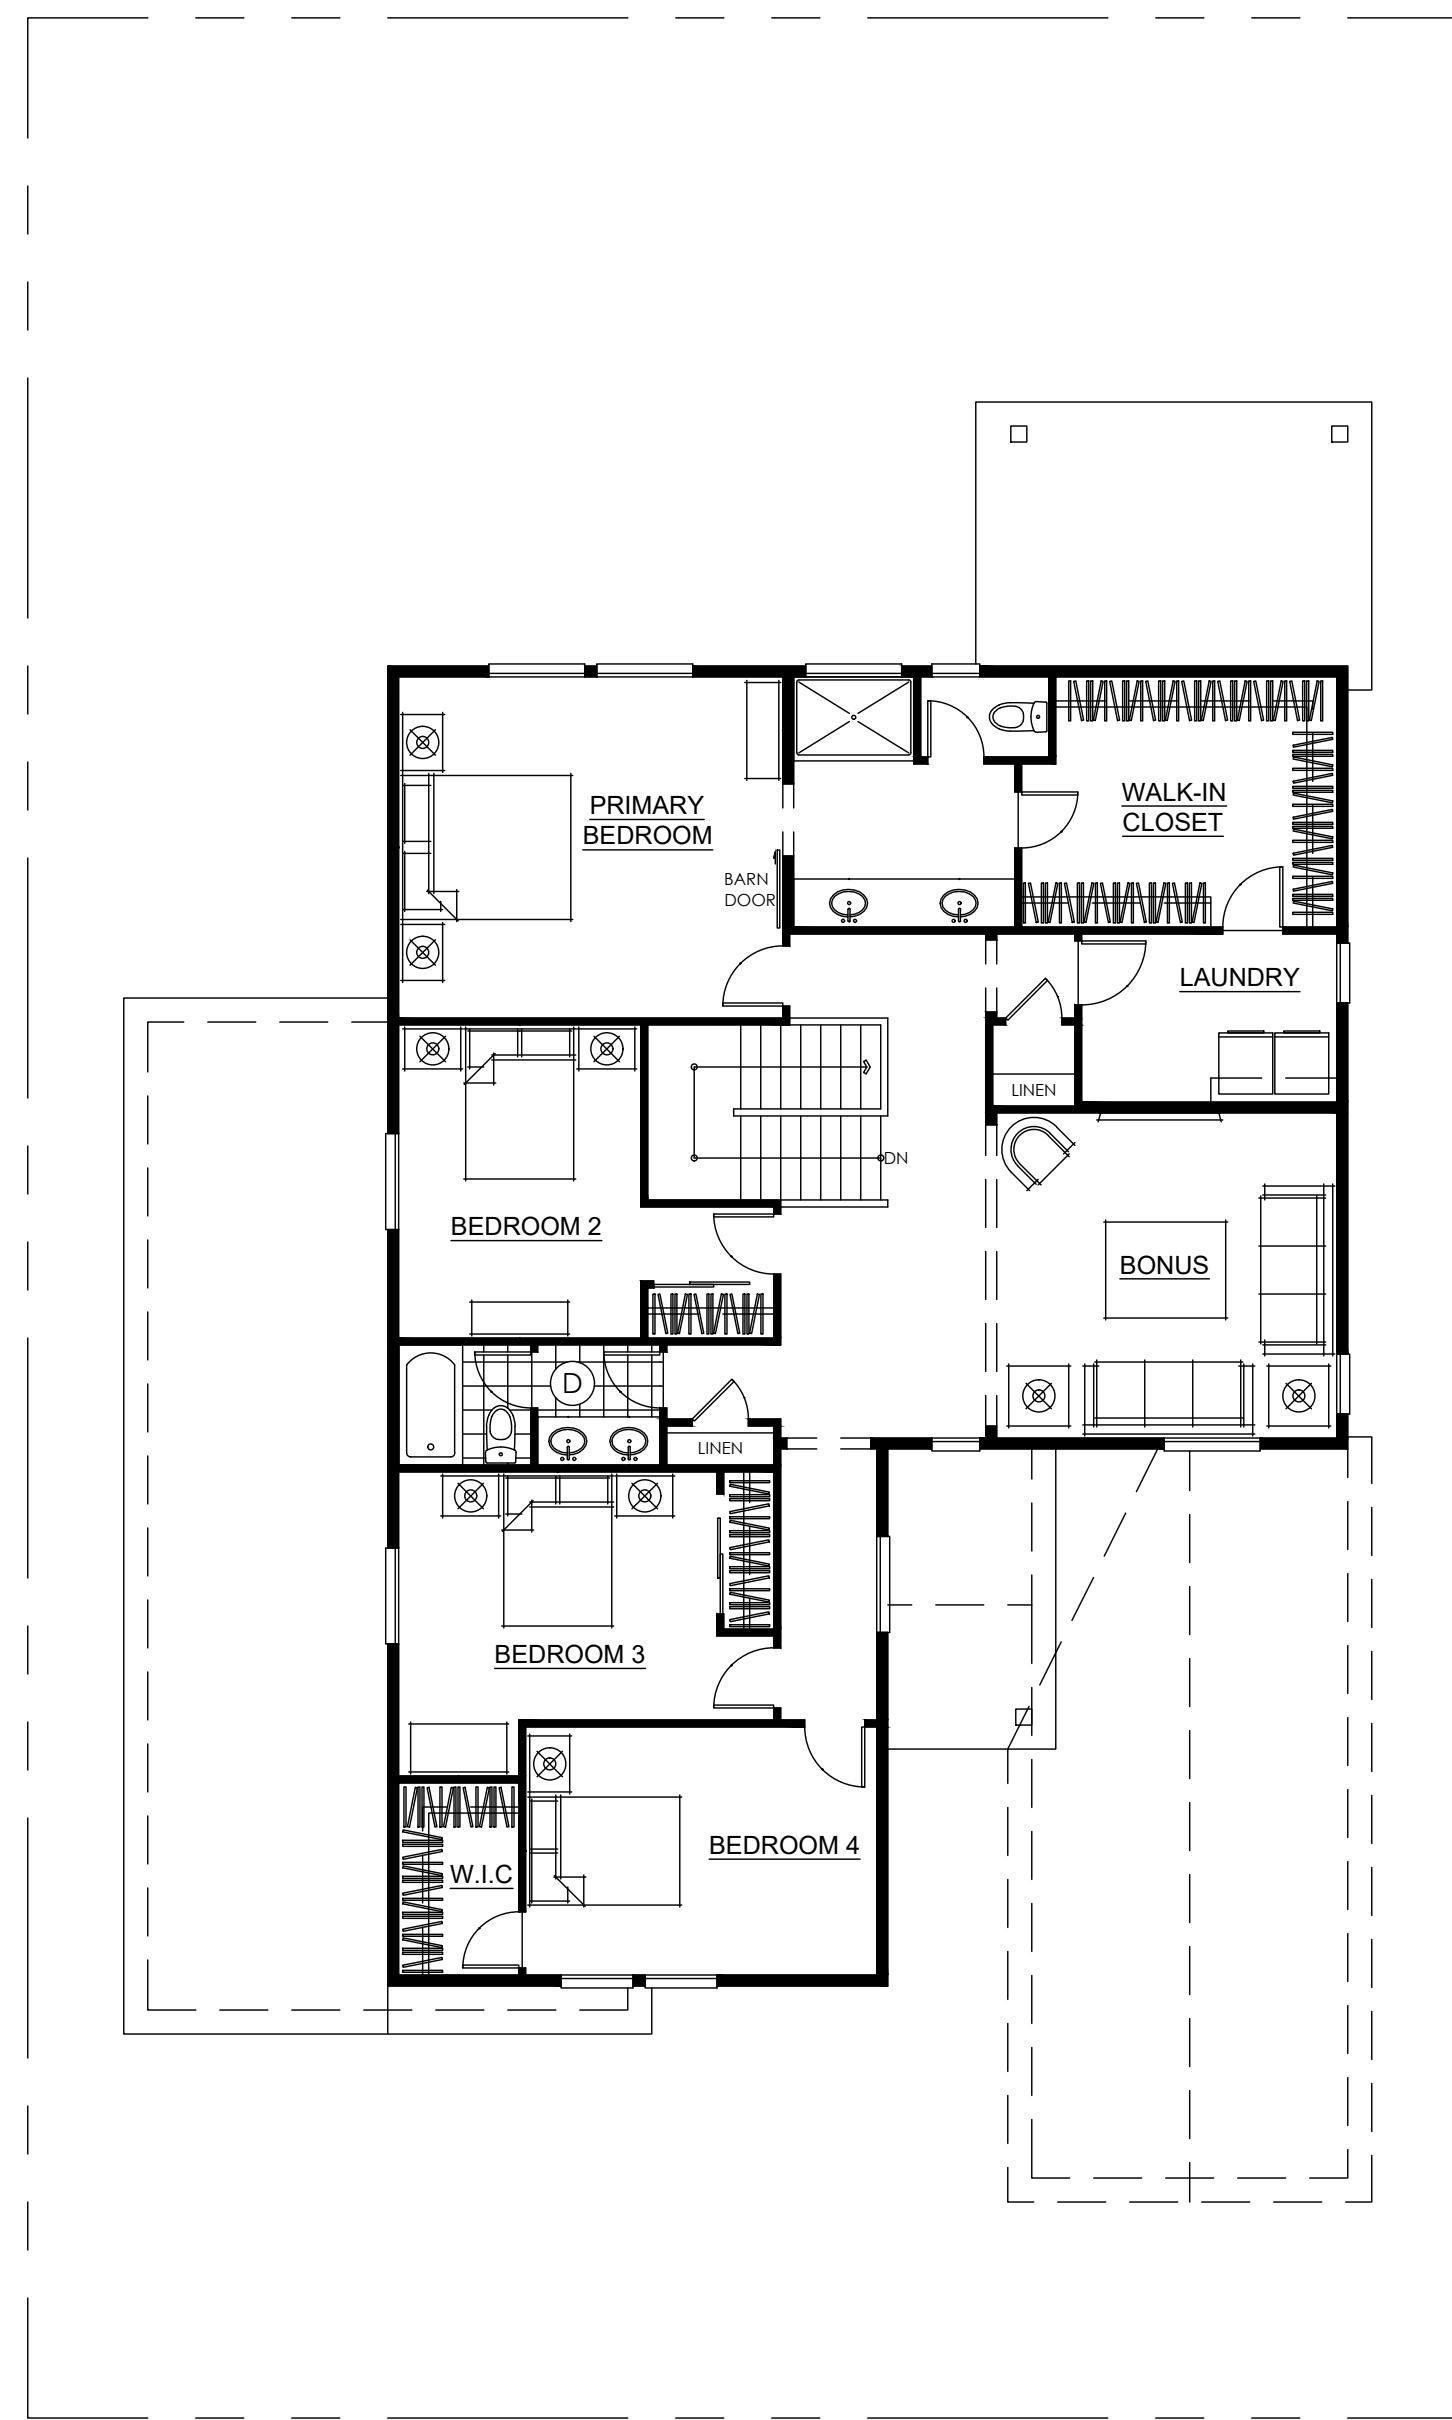 PRIMARY
BEDROOM
WALK-IN
CLOSET
BARN
DOOR
LAUNDRY
LINEN
DN
BEDROOM 2
BONUS
D
LINEN
BEDROOM 3
BEDROOM 4
W.I.C